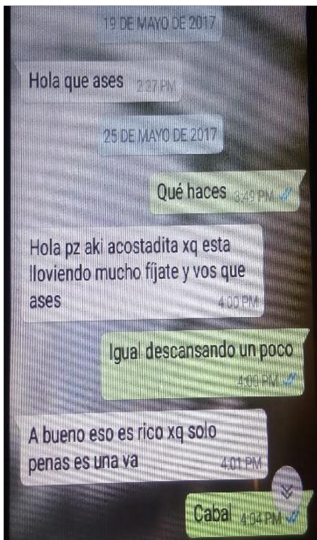 19 DE MAYO DE 2017
Hola que ases 2:27 PM
25 DE MAYO DE 2017
Qué haces 3:49 PM
Hola pz aki acostadita xq esta
lloviendo mucho fíjate y vos que
ases 4:00 PM
Igual descansando un poco
4:00 PM
A bueno eso es rico xq solo
penas es una va 4:01 PM
Cabal 4:04 PM